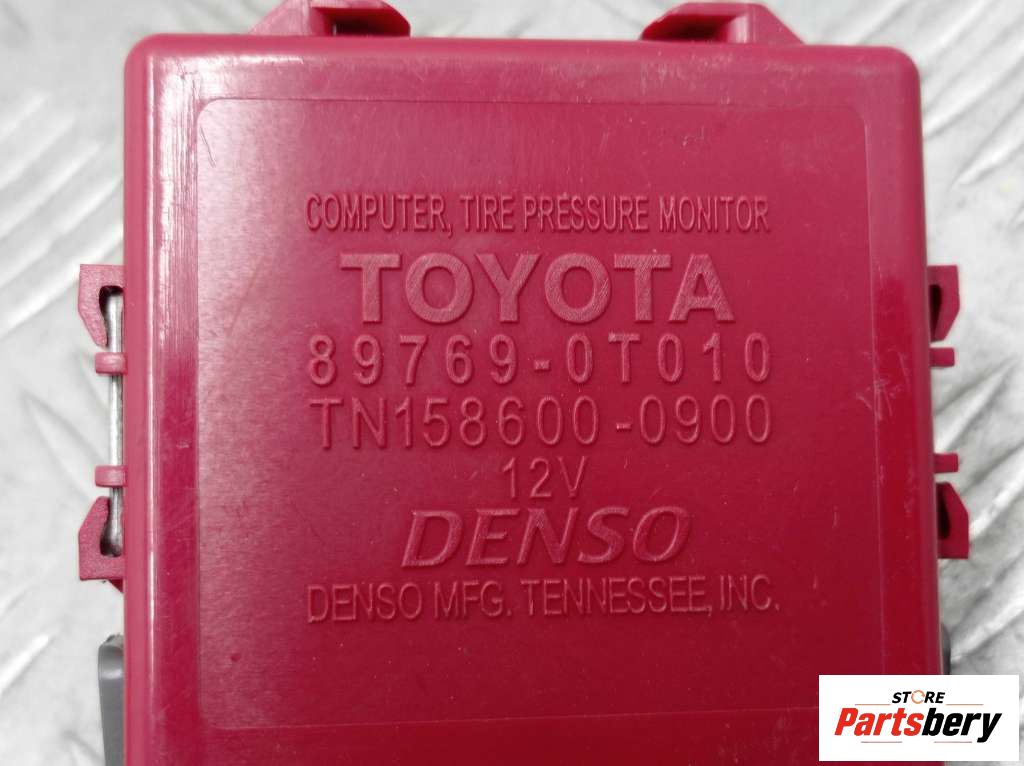 COMPUTER, TIRE PRESSURE MONITOR
TOYOTA
89769-0T010
TN158600-0900
12V
DENSO
DENSO MFG. TENNESSEE, INC.
STORE
Partsbery